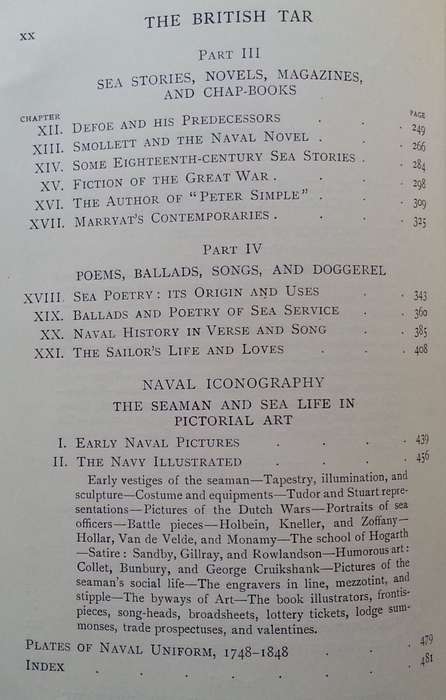 xx
THE BRITISH TAR
PART III
SEA STORIES, NOVELS, MAGAZINES,
AND CHAP-BOOKS
CHAPTER PAGE
XII. DEFOE AND HIS PREDECESSORS . . 249
XIII. SMOLLETT AND THE NAVAL NOVEL . . 266
XIV. SOME EIGHTEENTH-CENTURY SEA STORIES . 284
XV. FICTION OF THE GREAT WAR . . . 298
XVI. THE AUTHOR OF "PETER SIMPLE" . . 309
XVII. MARRYAT'S CONTEMPORARIES . . . 325
PART IV
POEMS, BALLADS, SONGS, AND DOGGEREL
XVIII. SEA POETRY: ITS ORIGIN AND USES . . 343
XIX. BALLADS AND POETRY OF SEA SERVICE . . 360
XX. NAVAL HISTORY IN VERSE AND SONG . . 385
XXI. THE SAILOR'S LIFE AND LOVES . . . 408
NAVAL ICONOGRAPHY
THE SEAMAN AND SEA LIFE IN
PICTORIAL ART
I. EARLY NAVAL PICTURES . . . . 439
II. THE NAVY ILLUSTRATED . . . . 456
Early vestiges of the seaman—Tapestry, illumination, and
sculpture—Costume and equipments—Tudor and Stuart repre-
sentations—Pictures of the Dutch Wars—Portraits of sea
officers—Battle pieces—Holbein, Kneller, and Zoffany—
Hollar, Van de Velde, and Monamy—The school of Hogarth
—Satire: Sandby, Gillray, and Rowlandson—Humorous art:
Collet, Bunbury, and George Cruikshank—Pictures of the
seaman's social life—The engravers in line, mezzotint, and
stipple—The byways of Art—The book illustrators, frontis-
pieces, song-heads, broadsheets, lottery tickets, lodge sum-
monses, trade prospectuses, and valentines.
PLATES OF NAVAL UNIFORM, 1748–1848 . . . 479
INDEX . . . . . . . 481